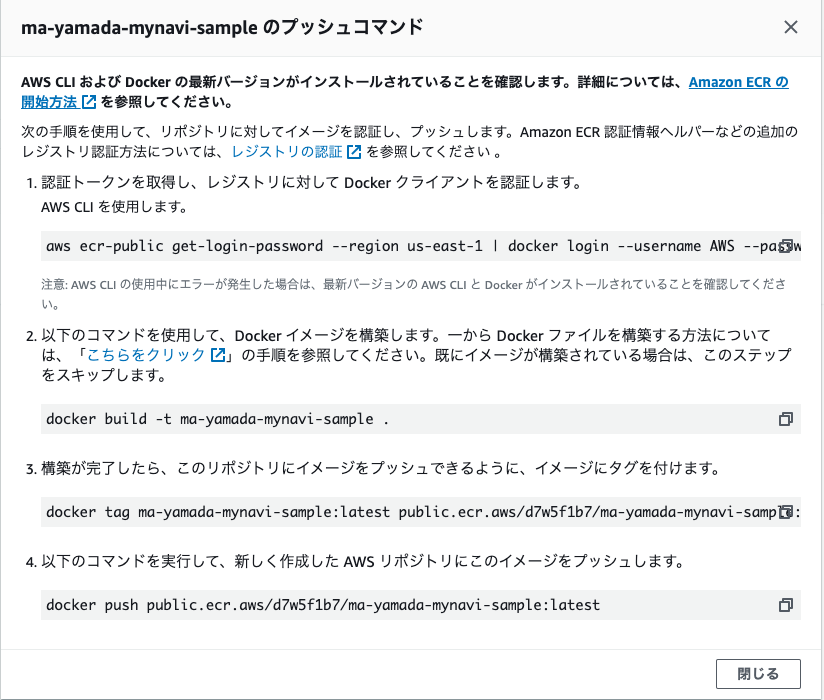 ma-yamada-mynavi-sample のプッシュコマンド
AWS CLI および Docker の最新バージョンがインストールされていることを確認します。詳細については、Amazon ECR の
開始方法 を参照してください。
次の手順を使用して、リポジトリに対してイメージを認証し、プッシュします。Amazon ECR 認証情報ヘルパーなどの追加の
レジストリ認証方法については、レジストリの認証 を参照してください 。
1. 認証トークンを取得し、レジストリに対して Docker クライアントを認証します。
AWS CLI を使用します。
aws ecr-public get-login-password --region us-east-1 | docker login --username AWS
注意: AWS CLI の使用中にエラーが発生した場合は、最新バージョンの AWS CLI と Docker がインストールされていることを確認してくださ
い。
2. 以下のコマンドを使用して、Docker イメージを構築します。一から Docker ファイルを構築する方法について
は、「こちらをクリック 」の手順を参照してください。既にイメージが構築されている場合は、このステップ
をスキップします。
docker build -t ma-yamada-mynavi-sample .
3. 構築が完了したら、このリポジトリにイメージをプッシュできるように、イメージにタグを付けます。
docker tag ma-yamada-mynavi-sample:latest public.ecr.aws/d7w5f1b7/ma-yamada-mynavi-sample:
4. 以下のコマンドを実行して、新しく作成した AWS リポジトリにこのイメージをプッシュします。
docker push public.ecr.aws/d7w5f1b7/ma-yamada-mynavi-sample:latest
閉じる